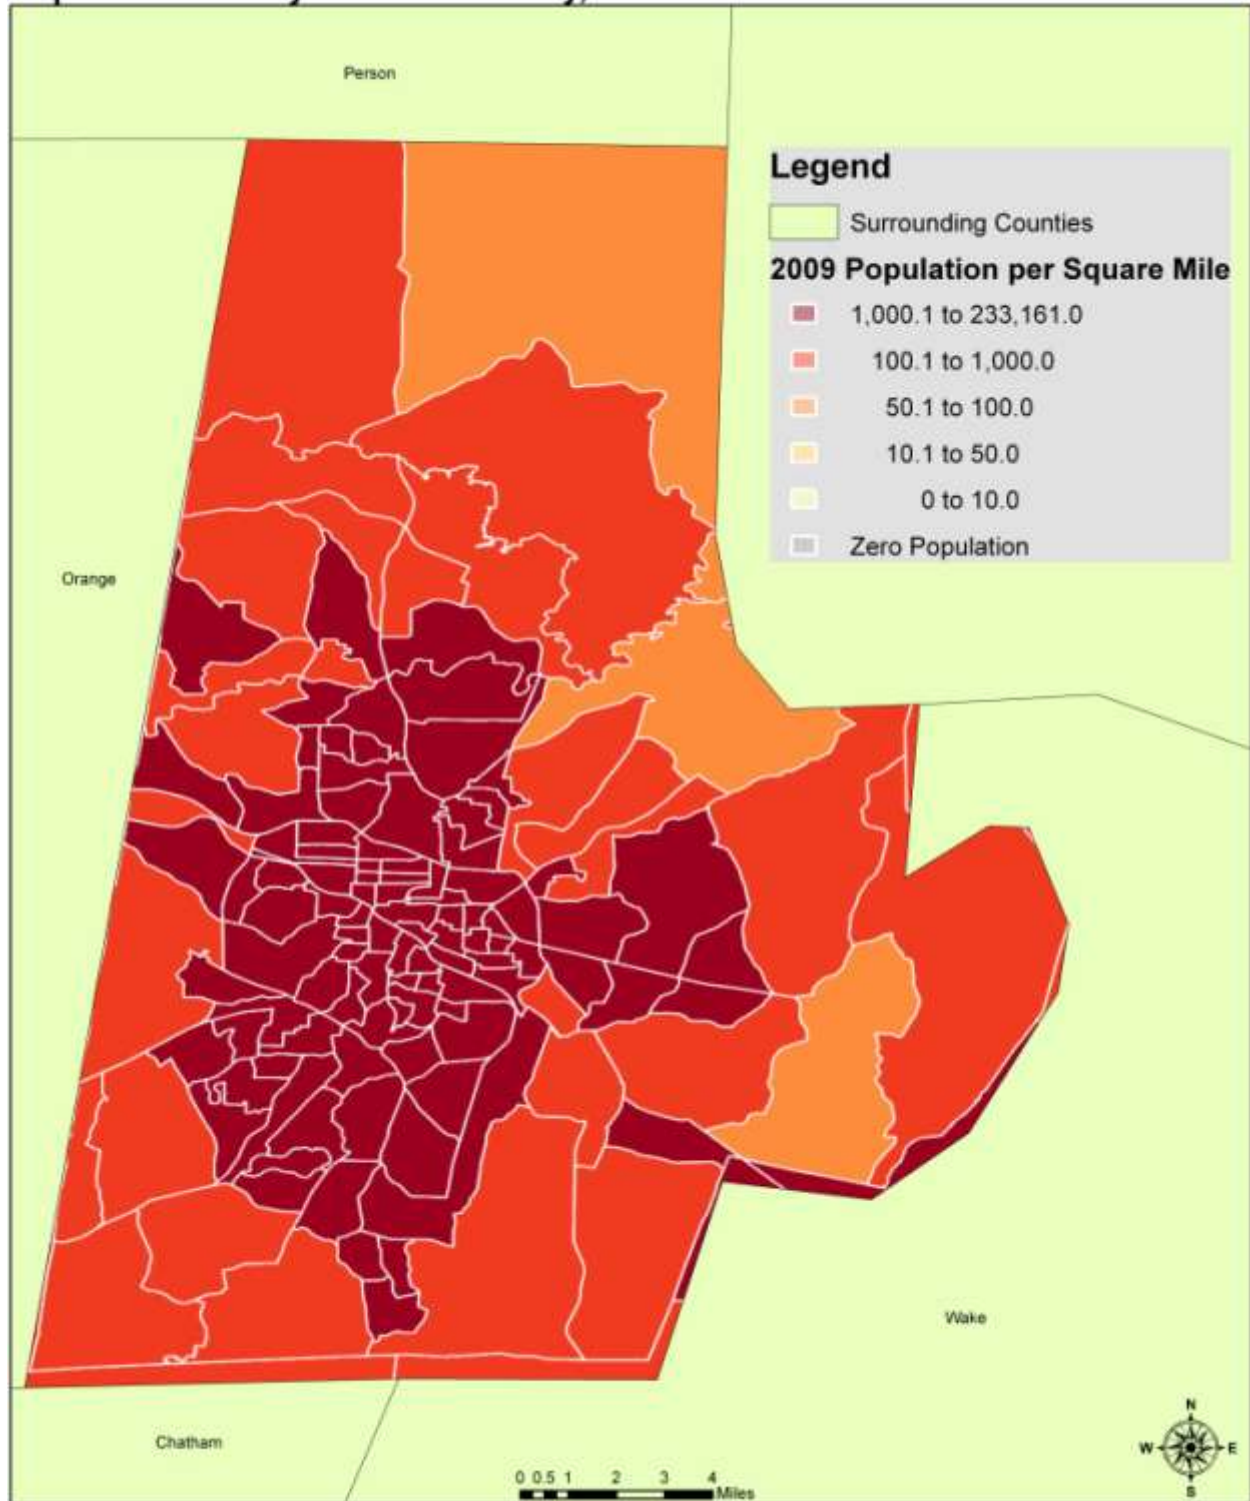 Person
Legend
Surrounding Counties
2009 Population per Square Mile
1,000.1 to 233,161.0
100.1 to 1,000.0
50.1 to 100.0
10.1 to 50.0
0 to 10.0
Zero Population
Orange
Wake
Chatham
N
W E
S
0 0.5 1 2 3 4
Miles